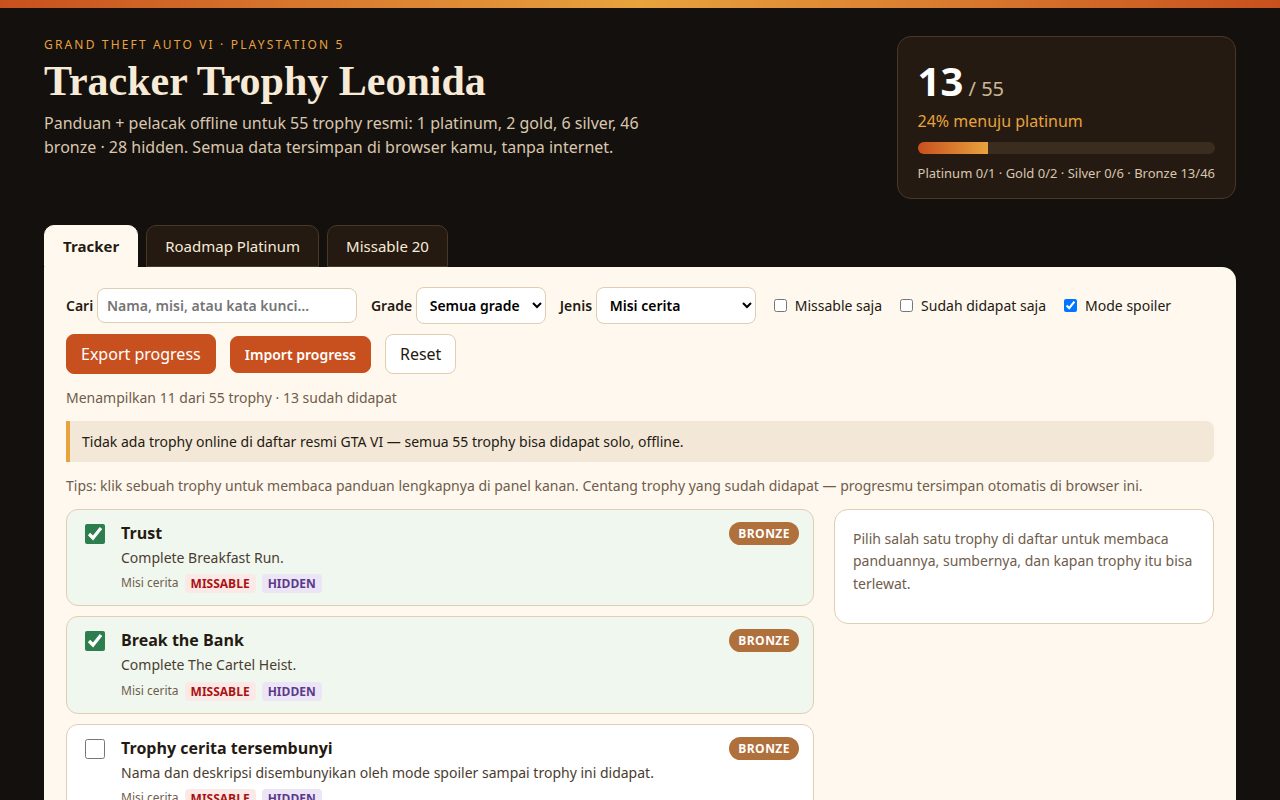 GRAND THEFT AUTO VI · PLAYSTATION 5
Tracker Trophy Leonida
Panduan + pelacak offline untuk 55 trophy resmi: 1 platinum, 2 gold, 6 silver, 46
bronze · 28 hidden. Semua data tersimpan di browser kamu, tanpa internet.
13 / 55
24% menuju platinum
Platinum 0/1 · Gold 0/2 · Silver 0/6 · Bronze 13/46
Tracker Roadmap Platinum Missable 20
Cari Nama, misi, atau kata kunci... Grade Semua grade Jenis Misi cerita Missable saja Sudah didapat saja Mode spoiler
Export progress Import progress Reset
Menampilkan 11 dari 55 trophy · 13 sudah didapat
Tidak ada trophy online di daftar resmi GTA VI — semua 55 trophy bisa didapat solo, offline.
Tips: klik sebuah trophy untuk membaca panduan lengkapnya di panel kanan. Centang trophy yang sudah didapat — progresmu tersimpan otomatis di browser ini.
Trust BRONZE
Complete Breakfast Run.
Misi cerita MISSABLE HIDDEN
Pilih salah satu trophy di daftar untuk membaca
panduannya, sumbernya, dan kapan trophy itu bisa
terlewat.
Break the Bank BRONZE
Complete The Cartel Heist.
Misi cerita MISSABLE HIDDEN
Trophy cerita tersembunyi BRONZE
Nama dan deskripsi disembunyikan oleh mode spoiler sampai trophy ini didapat.
Misi cerita MISSABLE HIDDEN